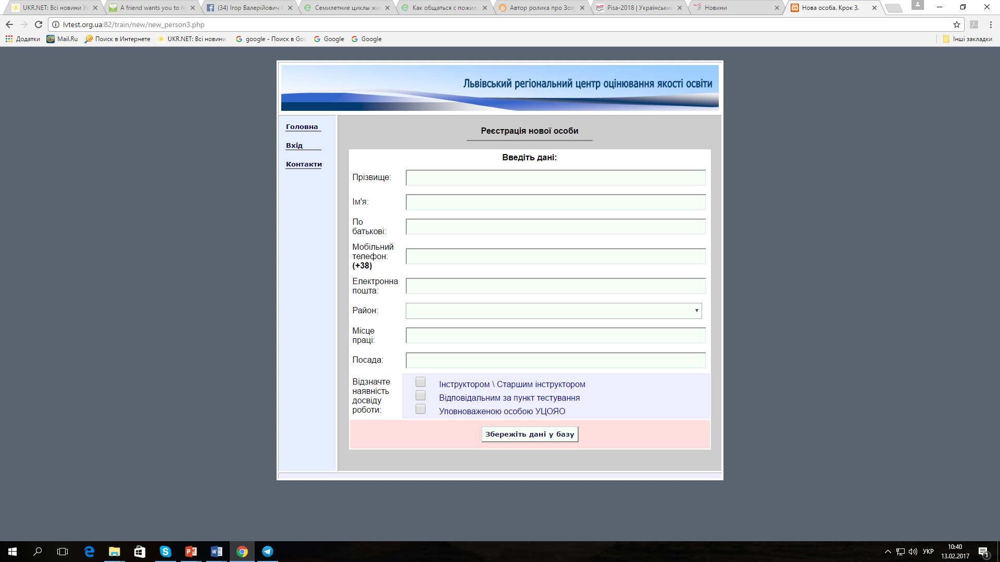 UKR.NET: Всі новини Ук
A friend wants you to li
(34) Ігор Валерійович
Семилетние циклы жи
Как общаться с пожил
Автор ролика про Зозу
Pisa-2018 | Український
Новини
Нова особа. Крок 3.
lvtest.org.ua:82/train/new/new_person3.php
Додатки
Mail.Ru
Поиск в Интернете
UKR.NET: Всі новини
google - Поиск в Goo
Google
Google
Інші закладки
Львівський регіональний центр оцінювання якості освіти
Головна
Вхід
Контакти
Реєстрація нової особи
Введіть дані:
Прізвище:
Ім'я:
По
батькові:
Мобільний
телефон:
(+38)
Електронна
пошта:
Район:
Місце
праці:
Посада:
Відзначте
наявність
досвіду
роботи:
Інструктором \ Старшим інструктором
Відповідальним за пункт тестування
Уповноваженою особою УЦОЯО
Збережіть дані у базу
УКР
10:40
13.02.2017
1